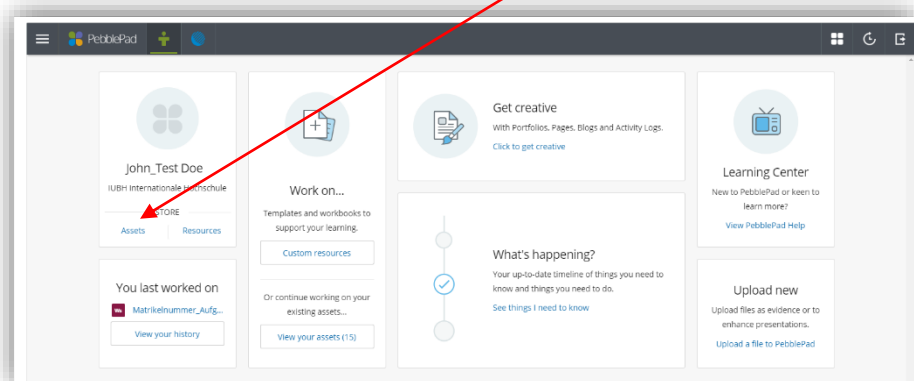 PebblePad
John_Test Doe
IUBH Internationale Hochschule
STORE
Assets
Resources
You last worked on
Matrikelnummer_Aufg...
View your history
Work on...
Templates and workbooks to
support your learning.
Custom resources
Or continue working on your
existing assets...
View your assets (15)
Get creative
With Portfolios, Pages, Blogs and Activity Logs.
Click to get creative
What's happening?
Your up-to-date timeline of things you need to
know and things you need to do.
See things I need to know
Learning Center
New to PebblePad or keen to
learn more?
View PebblePad Help
Upload new
Upload files as evidence or to
enhance presentations.
Upload a file to PebblePad